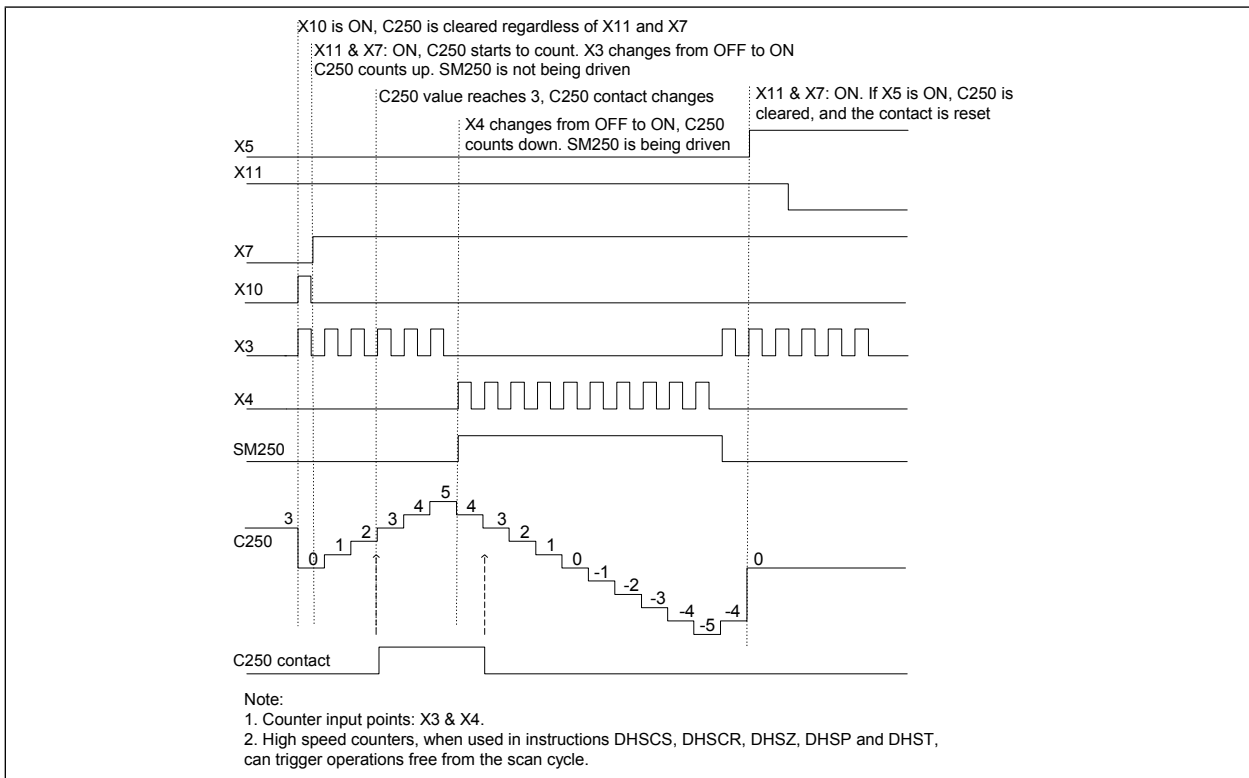 X10 is ON, C250 is cleared regardless of X11 and X7
X11 & X7: ON, C250 starts to count. X3 changes from OFF to ON
C250 counts up. SM250 is not being driven
C250 value reaches 3, C250 contact changes
X11 & X7: ON. If X5 is ON, C250 is
cleared, and the contact is reset
X4 changes from OFF to ON, C250
counts down. SM250 is being driven
X5
X11
X7
X10
X3
X4
SM250
C250
3
0
1
2
3
4
5
4
3
2
1
0
-1
-2
-3
-4
-5
-4
0
C250 contact
Note:
1. Counter input points: X3 & X4.
2. High speed counters, when used in instructions DHSCS, DHSCR, DHSZ, DHSP and DHST,
can trigger operations free from the scan cycle.